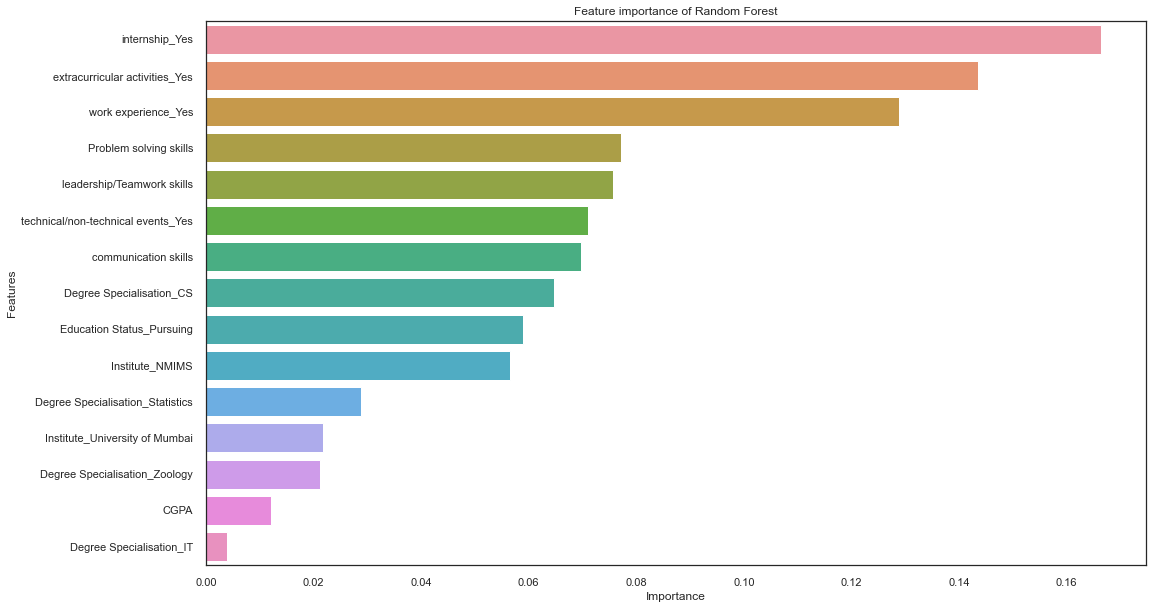 Feature importance of Random Forest
internship_Yes
extracurricular activities_Yes
work experience_Yes
Problem solving skills
leadership/Teamwork skills
technical/non-technical events_Yes
communication skills
Degree Specialisation_CS
Education Status_Pursuing
Institute_NMIMS
Degree Specialisation_Statistics
Institute_University of Mumbai
Degree Specialisation_Zoology
CGPA
Degree Specialisation_IT
Features
0.00 0.02 0.04 0.06 0.08 0.10 0.12 0.14 0.16
Importance